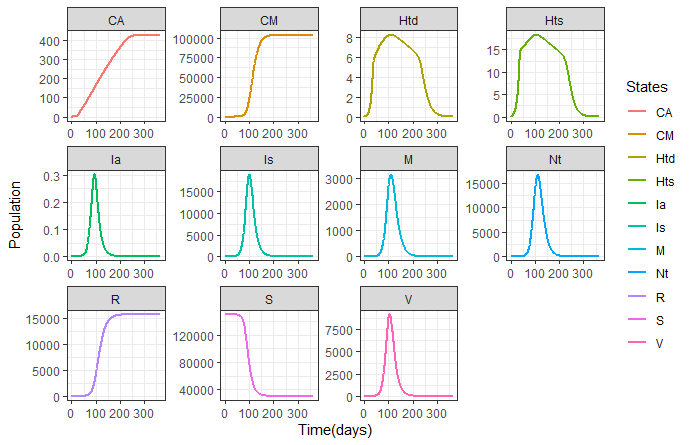 CA CM Htd Hts
400
300
200
100
0
0 100 200 300
100000
75000
50000
25000
0
0 100 200 300
8
6
4
2
0
0 100 200 300
15
10
5
0
0 100 200 300
Ia Is M Nt
0.3
0.2
0.1
0.0
0 100 200 300
15000
10000
5000
0
0 100 200 300
3000
2000
1000
0
0 100 200 300
15000
10000
5000
0
0 100 200 300
R S V
15000
10000
5000
0
0 100 200 300
120000
80000
40000
0 100 200 300
7500
5000
2500
0
0 100 200 300
Population
Time(days)
States
CA
CM
Htd
Hts
Ia
Is
M
Nt
R
S
V